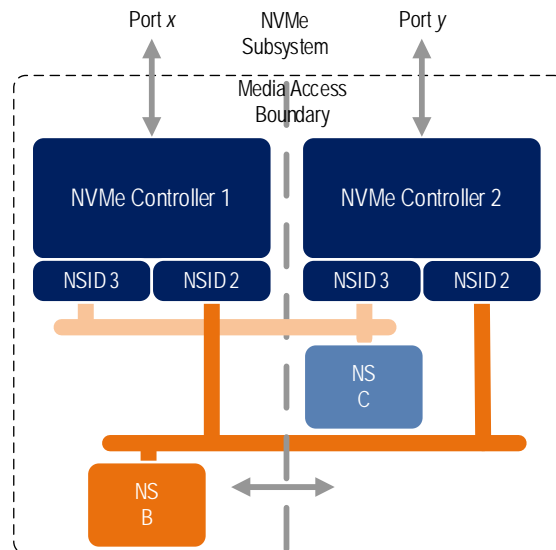 Port x
NVMe
Subsystem
Port y
Media Access
Boundary
NVMe Controller 1
NVMe Controller 2
NSID 3
NSID 2
NSID 3
NSID 2
NS
C
NS
B